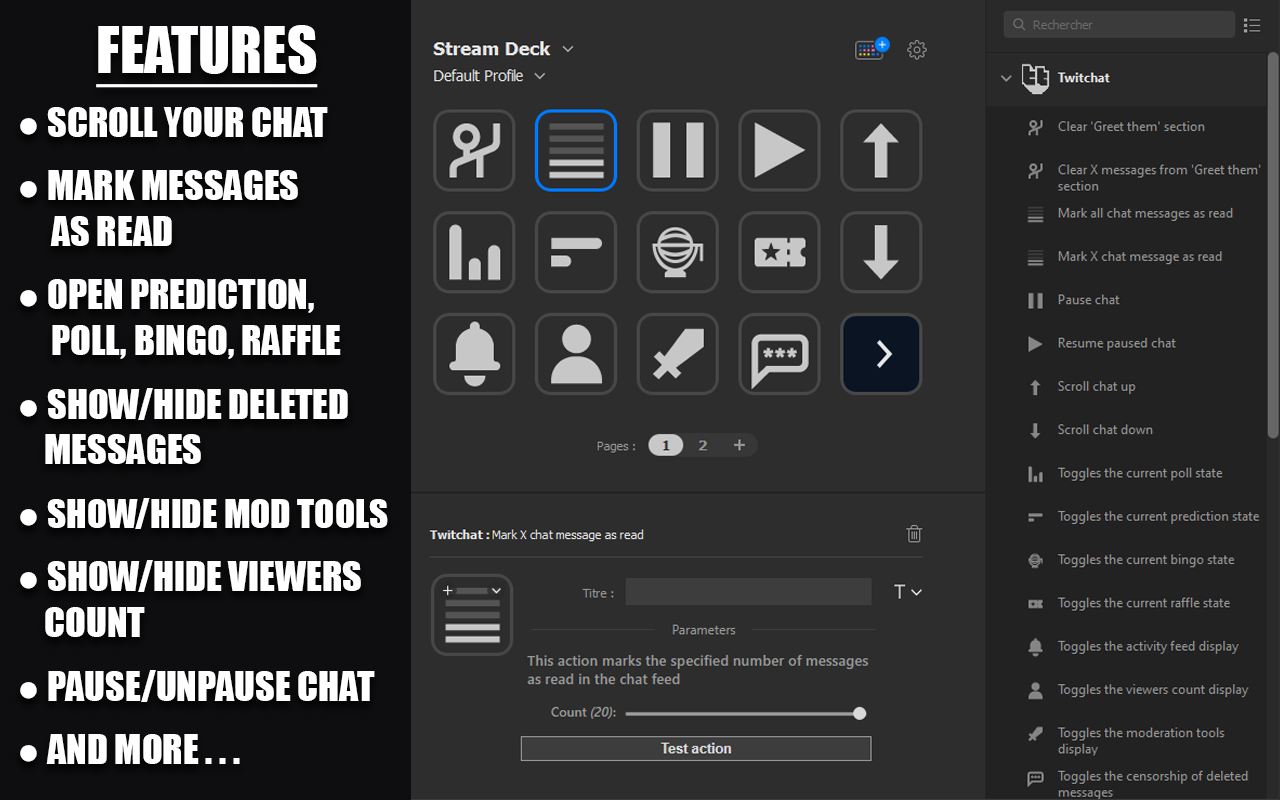 FEATURES
● SCROLL YOUR CHAT
● MARK MESSAGES
AS READ
● OPEN PREDICTION,
POLL, BINGO, RAFFLE
● SHOW/HIDE DELETED
MESSAGES
● SHOW/HIDE MOD TOOLS
● SHOW/HIDE VIEWERS
COUNT
● PAUSE/UNPAUSE CHAT
● AND MORE . . .
Stream Deck
Default Profile
***
Pages :
1
2
+
Twitchat : Mark X chat message as read
Titre :
T
Parameters
This action marks the specified number of messages
as read in the chat feed
Count (20):
Test action
Rechercher
Twitchat
Clear 'Greet them' section
Clear X messages from 'Greet them'
section
Mark all chat messages as read
Mark X chat message as read
Pause chat
Resume paused chat
Scroll chat up
Scroll chat down
Toggles the current poll state
Toggles the current prediction state
Toggles the current bingo state
Toggles the current raffle state
Toggles the activity feed display
Toggles the viewers count display
Toggles the moderation tools
display
Toggles the censorship of deleted
messages